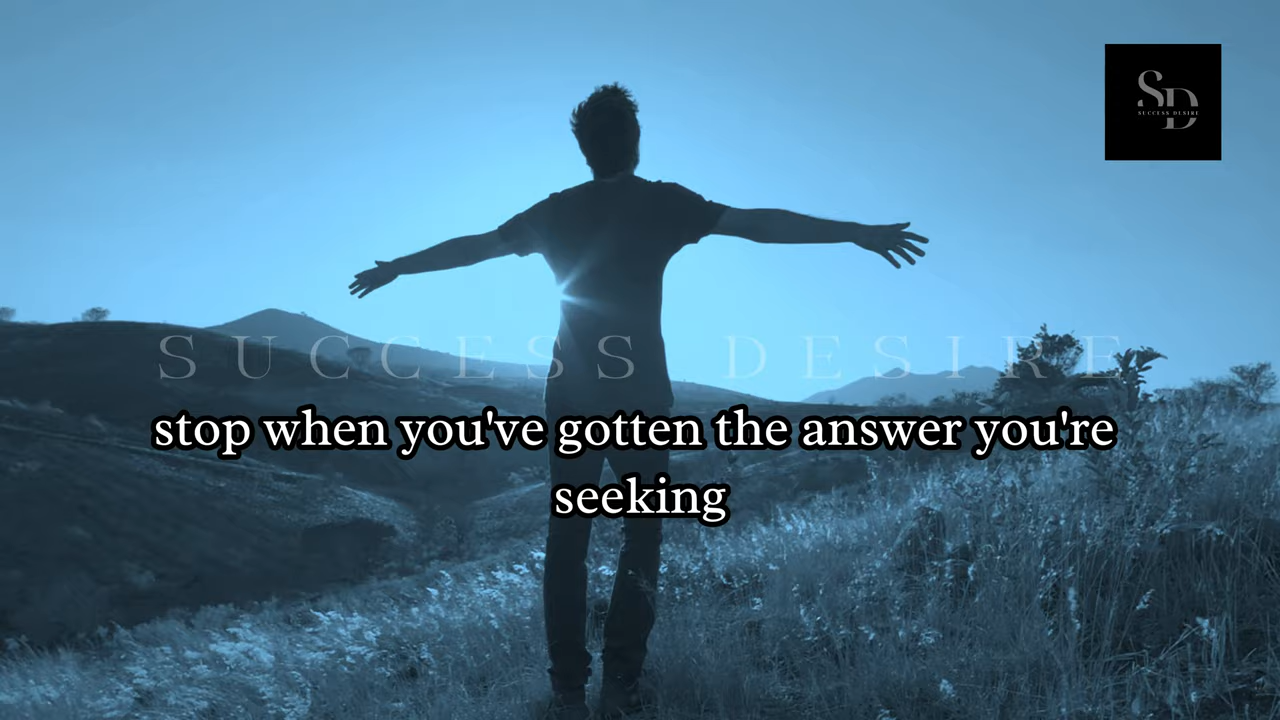 SD
SUCCESS DESIRE
SUCCESS DESIRE
stop when you've gotten the answer you're
seeking